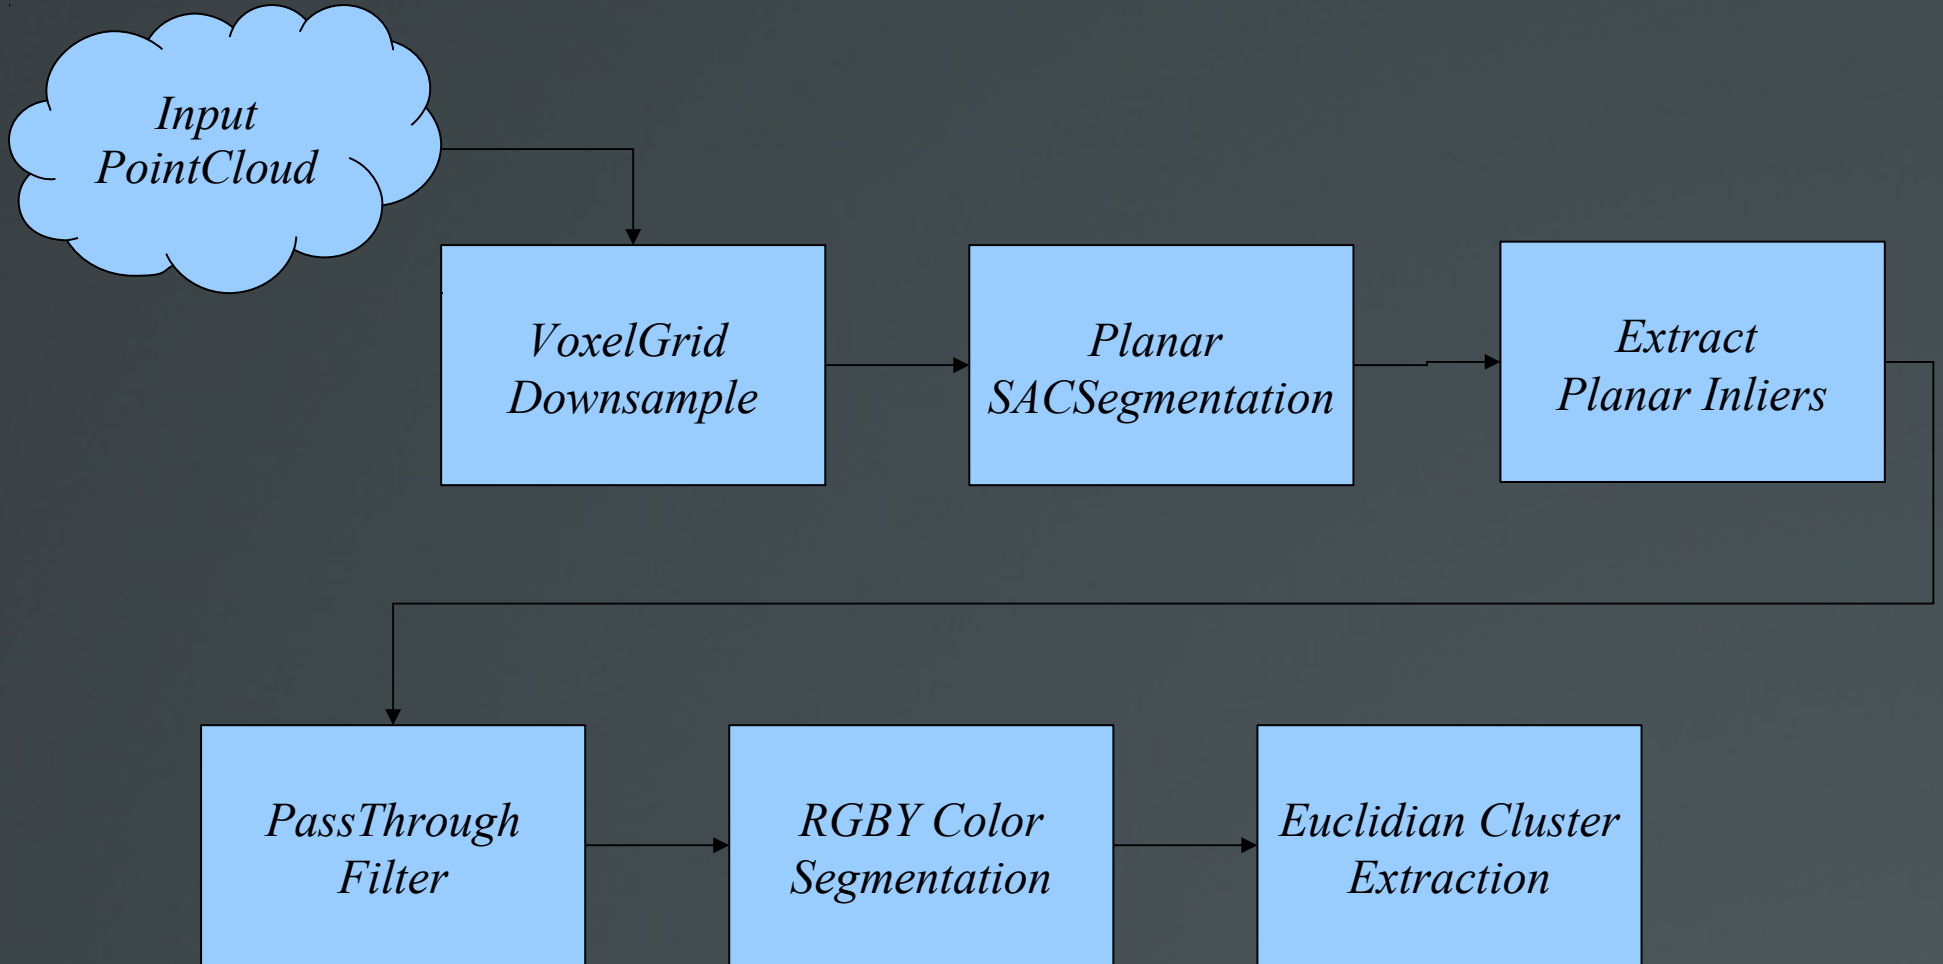 Input
PointCloud
VoxelGrid
Downsample
Planar
SACSegmentation
Extract
Planar Inliers
PassThrough
Filter
RGBY Color
Segmentation
Euclidian Cluster
Extraction